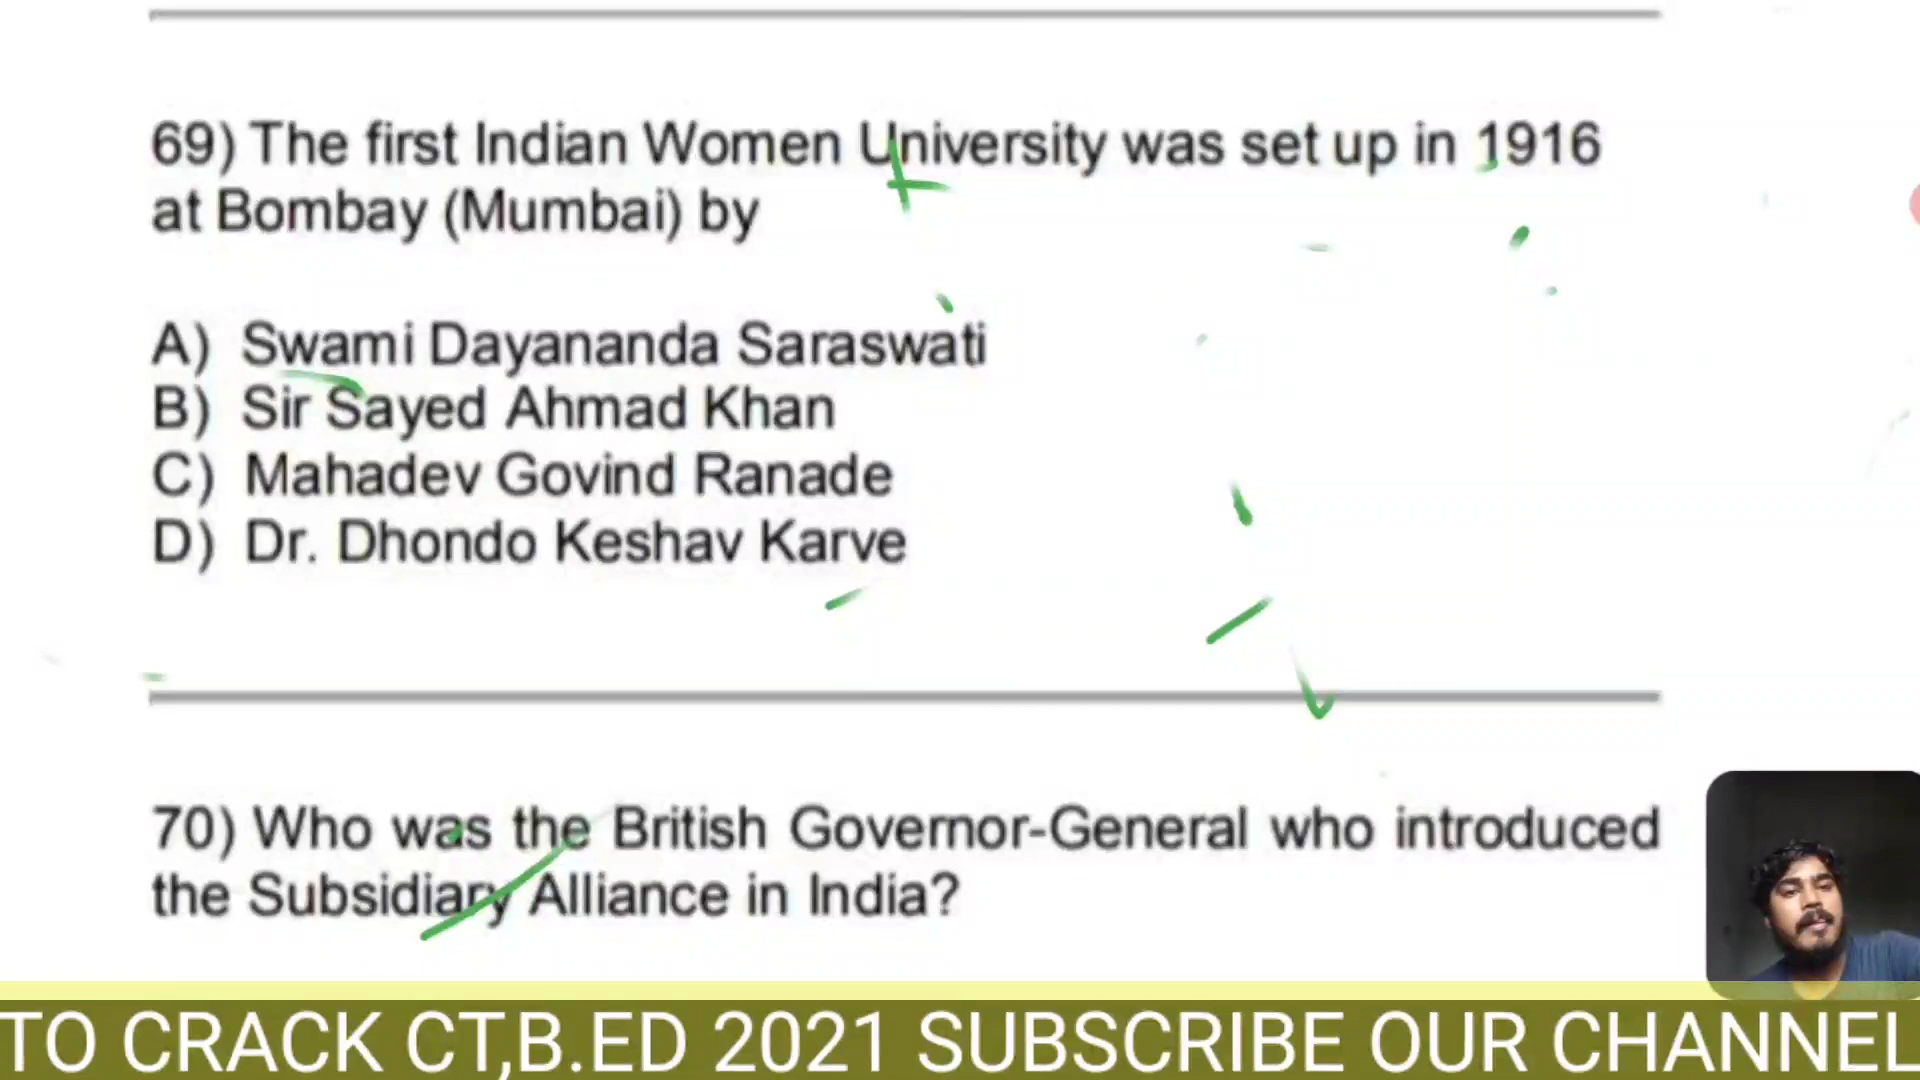 69) The first Indian Women University was set up in 1916
at Bombay (Mumbai) by
A) Swami Dayananda Saraswati
B) Sir Sayed Ahmad Khan
C) Mahadev Govind Ranade
D) Dr. Dhondo Keshav Karve
70) Who was the British Governor-General who introduced
the Subsidiary Alliance in India?
TO CRACK CT,B.ED 2021 SUBSCRIBE OUR CHANNEL